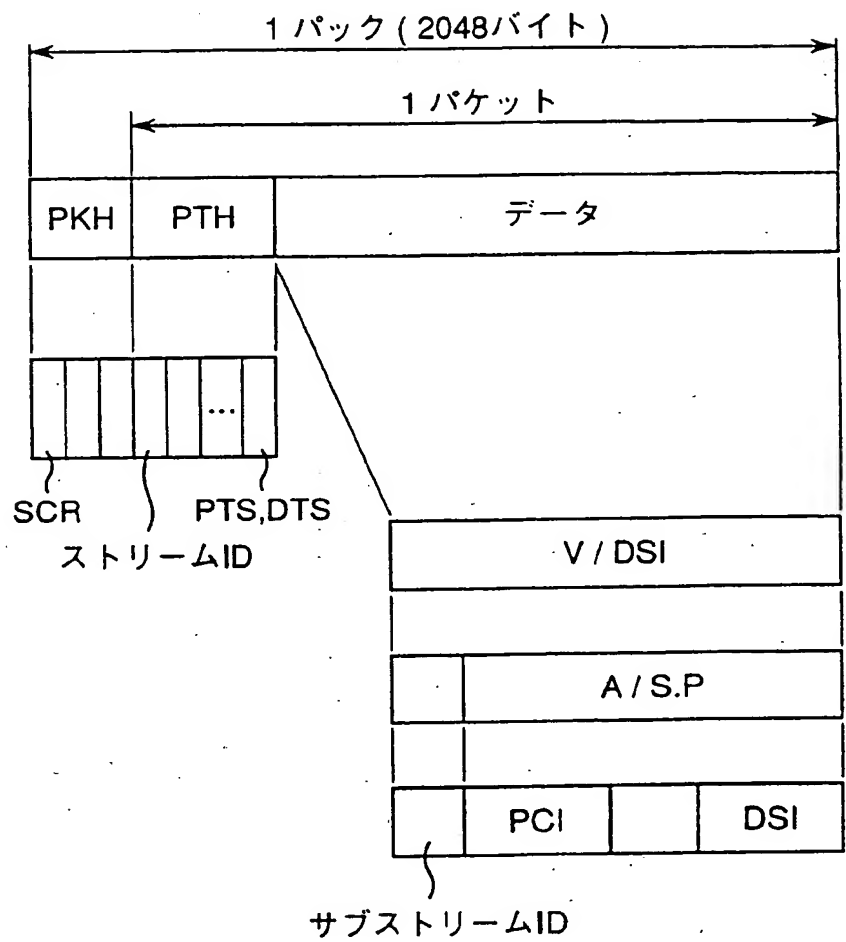 1 パック ( 2048バイト )
1 パケット
PKH PTH データ
...
SCR PTS,DTS
ストリームID
V / DSI
A / S.P
PCI DSI
サブストリームID